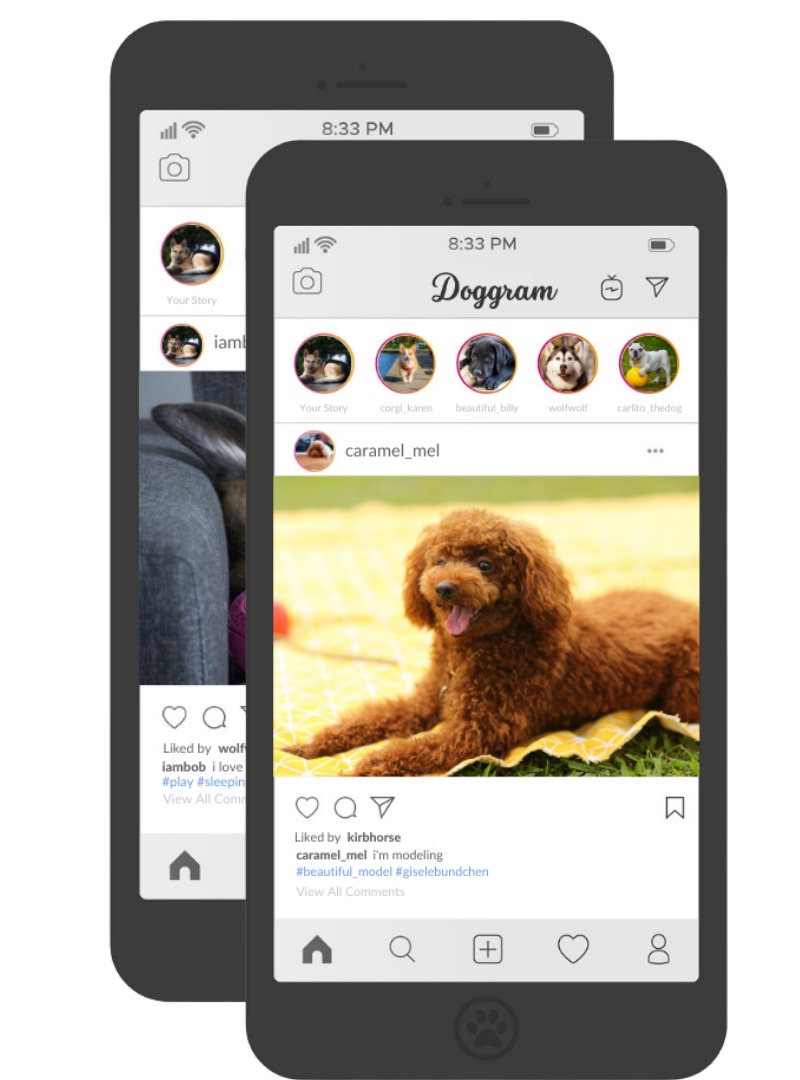 8:33 PM
Your Story
iamb
Liked by wolf
iambob i love
#play #sleepin
View All Comm
8:33 PM
Doggram
Your Story corgi_karen beautiful_billy wolfwolf carlito_thedog
caramel_mel
Liked by kirbhorse
caramel_mel i'm modeling
#beautiful_model #giselebundchen
View All Comments